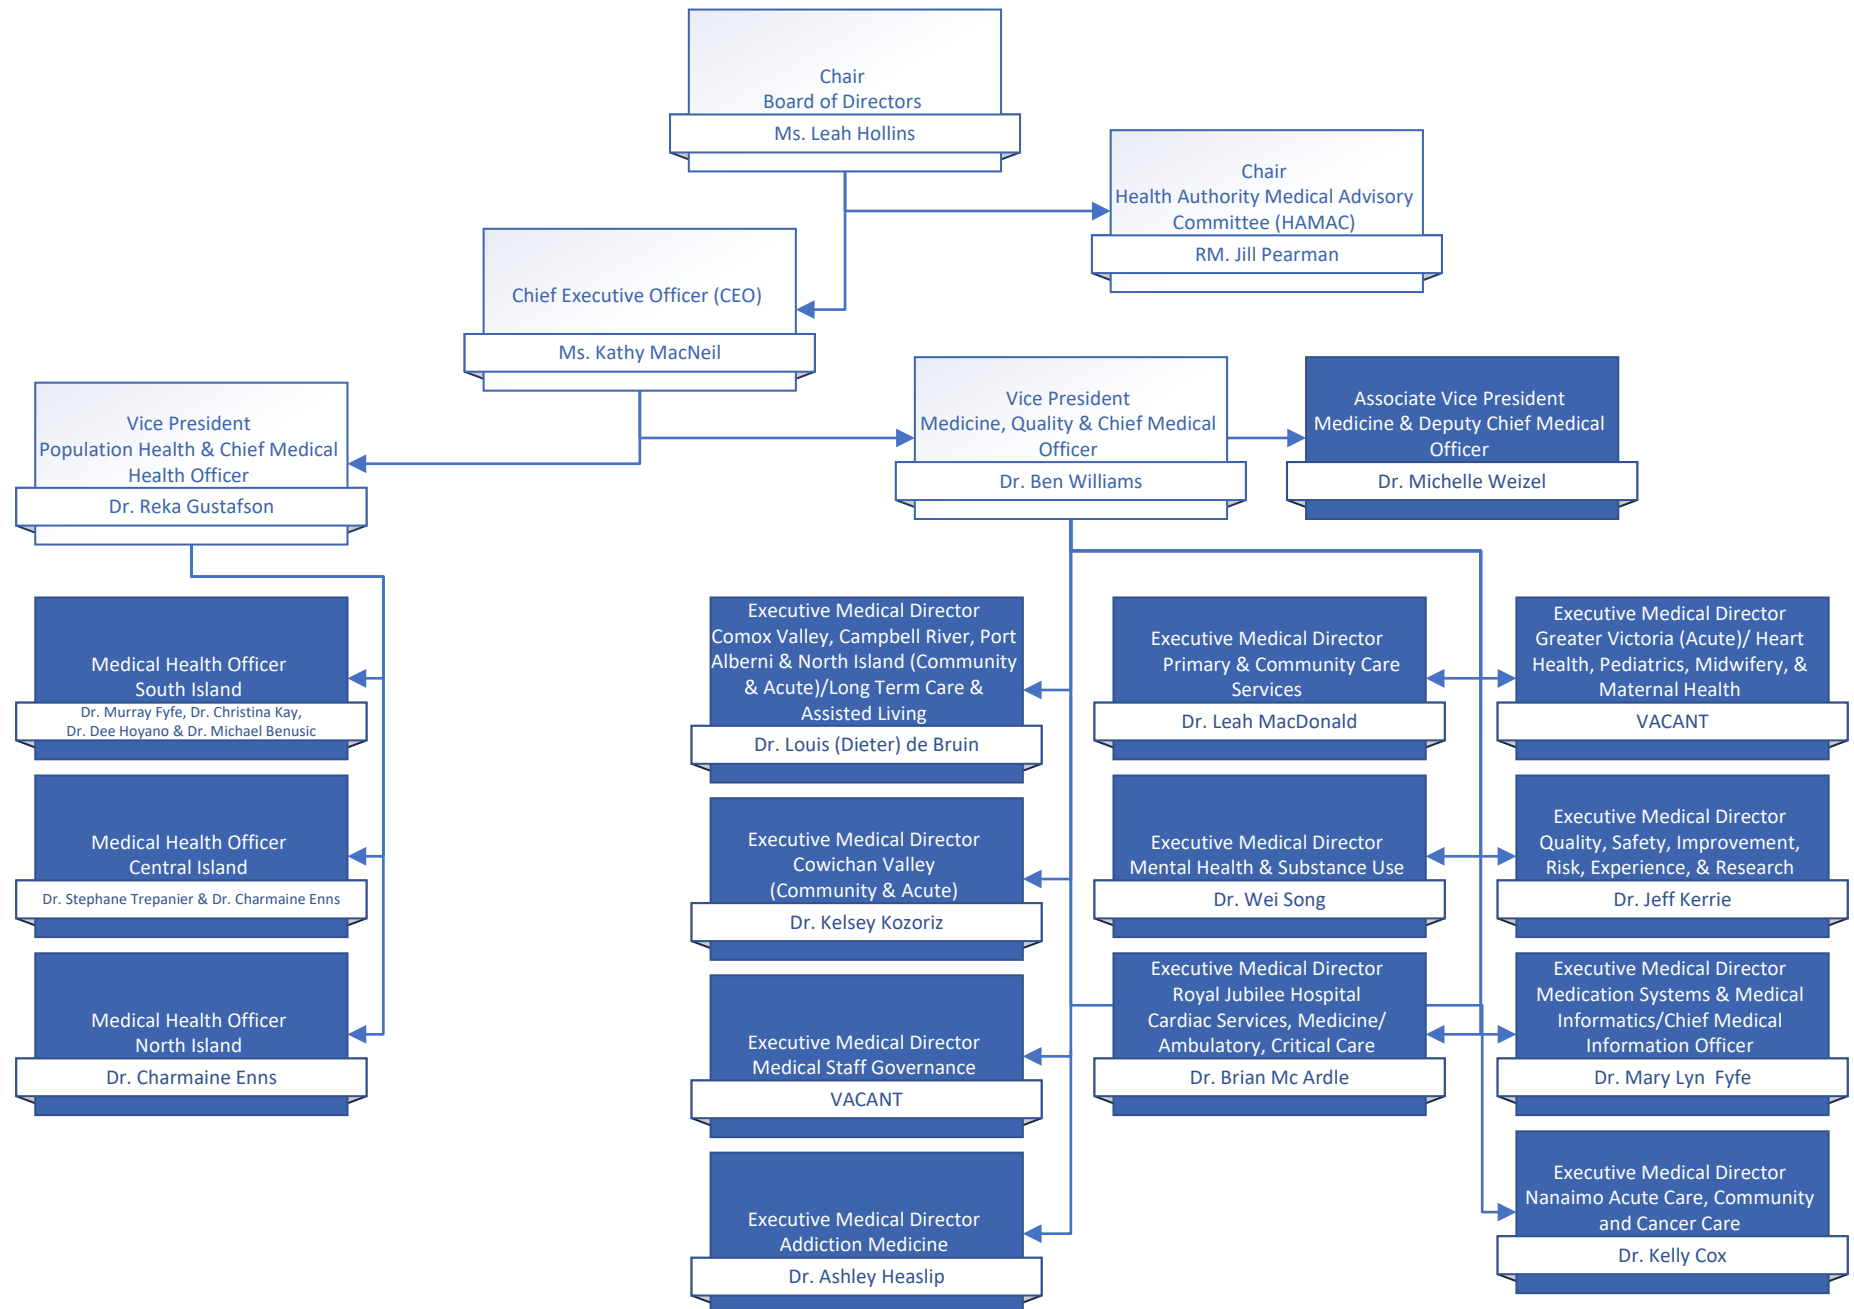 Chair
Board of Directors
Ms. Leah Hollins
Chair
Health Authority Medical Advisory
Committee (HAMAC)
RM. Jill Pearman
Chief Executive Officer (CEO)
Ms. Kathy MacNeil
Vice President
Population Health & Chief Medical
Health Officer
Dr. Reka Gustafson
Vice President
Medicine, Quality & Chief Medical
Officer
Dr. Ben Williams
Associate Vice President
Medicine & Deputy Chief Medical
Officer
Dr. Michelle Weizel
Medical Health Officer
South Island
Dr. Murray Fyfe, Dr. Christina Kay,
Dr. Dee Hoyano & Dr. Michael Benusic
Medical Health Officer
Central Island
Dr. Stephane Trepanier & Dr. Charmaine Enns
Medical Health Officer
North Island
Dr. Charmaine Enns
Executive Medical Director
Comox Valley, Campbell River, Port
Alberni & North Island (Community
& Acute)/Long Term Care &
Assisted Living
Dr. Louis (Dieter) de Bruin
Executive Medical Director
Cowichan Valley
(Community & Acute)
Dr. Kelsey Kozoriz
Executive Medical Director
Medical Staff Governance
VACANT
Executive Medical Director
Addiction Medicine
Dr. Ashley Heaslip
Executive Medical Director
Primary & Community Care
Services
Dr. Leah MacDonald
Executive Medical Director
Mental Health & Substance Use
Dr. Wei Song
Executive Medical Director
Royal Jubilee Hospital
Cardiac Services, Medicine/
Ambulatory, Critical Care
Dr. Brian Mc Ardle
Executive Medical Director
Greater Victoria (Acute)/ Heart
Health, Pediatrics, Midwifery, &
Maternal Health
VACANT
Executive Medical Director
Quality, Safety, Improvement,
Risk, Experience, & Research
Dr. Jeff Kerrie
Executive Medical Director
Medication Systems & Medical
Informatics/Chief Medical
Information Officer
Dr. Mary Lyn  Fyfe
Executive Medical Director
Nanaimo Acute Care, Community
and Cancer Care
Dr. Kelly Cox